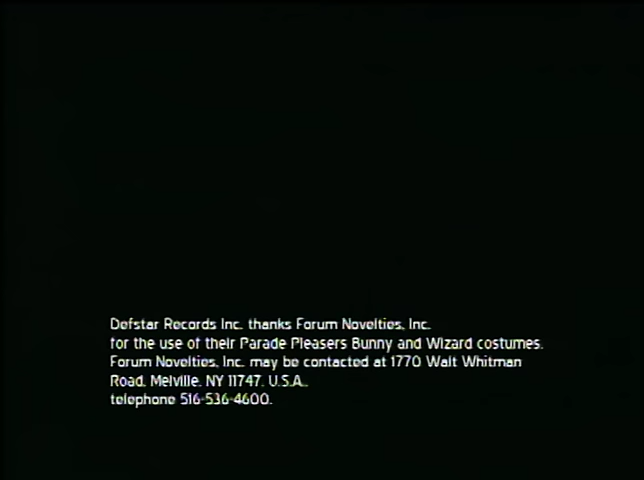 Defstar Records Inc. thanks Forum Novelties, Inc.
for the use of their Parade Pleasers Bunny and Wizard costumes.
Forum Novelties, Inc. may be contacted at 1770 Walt Whitman
Road, Melville, NY 11747, U.S.A.,
telephone 516-536-4600.